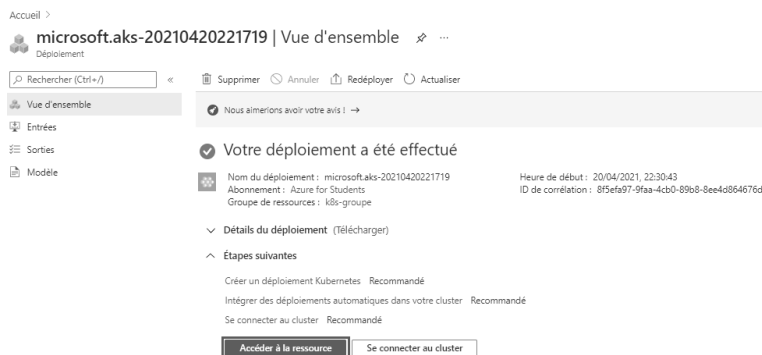 Accueil >
microsoft.aks-20210420221719 | Vue d'ensemble ...
Déploiement
Rechercher (Ctrl+/) «
Supprimer Annuler Redéployer Actualiser
Vue d'ensemble
Entrées
Sorties
Modèle
Nous aimerions avoir votre avis ! →
Votre déploiement a été effectué
Nom du déploiement : microsoft.aks-20210420221719 Heure de début : 20/04/2021, 22:30:43
Abonnement : Azure for Students ID de corrélation : 8f5efa97-9faa-4cb0-89b8-8ee4d864676d
Groupe de ressources : k8s-groupe
Détails du déploiement (Télécharger)
Étapes suivantes
Créer un déploiement Kubernetes Recommandé
Intégrer des déploiements automatiques dans votre cluster Recommandé
Se connecter au cluster Recommandé
Accéder à la ressource Se connecter au cluster